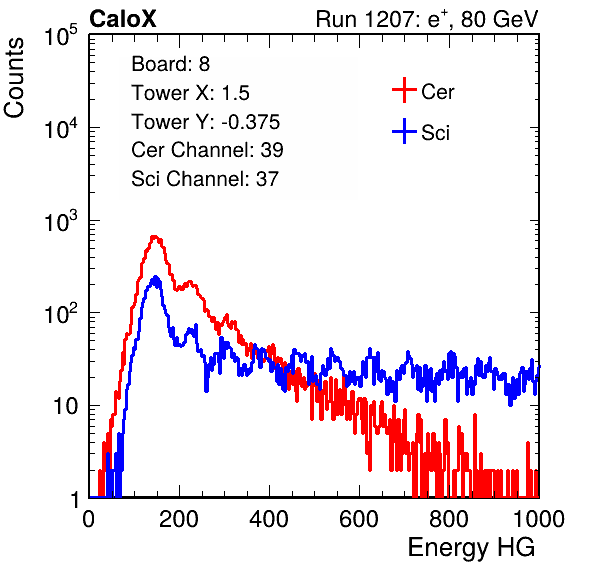 CaloX Run 1207: e⁺, 80 GeV
Counts
10⁵
10⁴
10³
10²
10
1
Board: 8
Tower X: 1.5
Tower Y: -0.375
Cer Channel: 39
Sci Channel: 37
Cer
Sci
0 200 400 600 800 1000
Energy HG